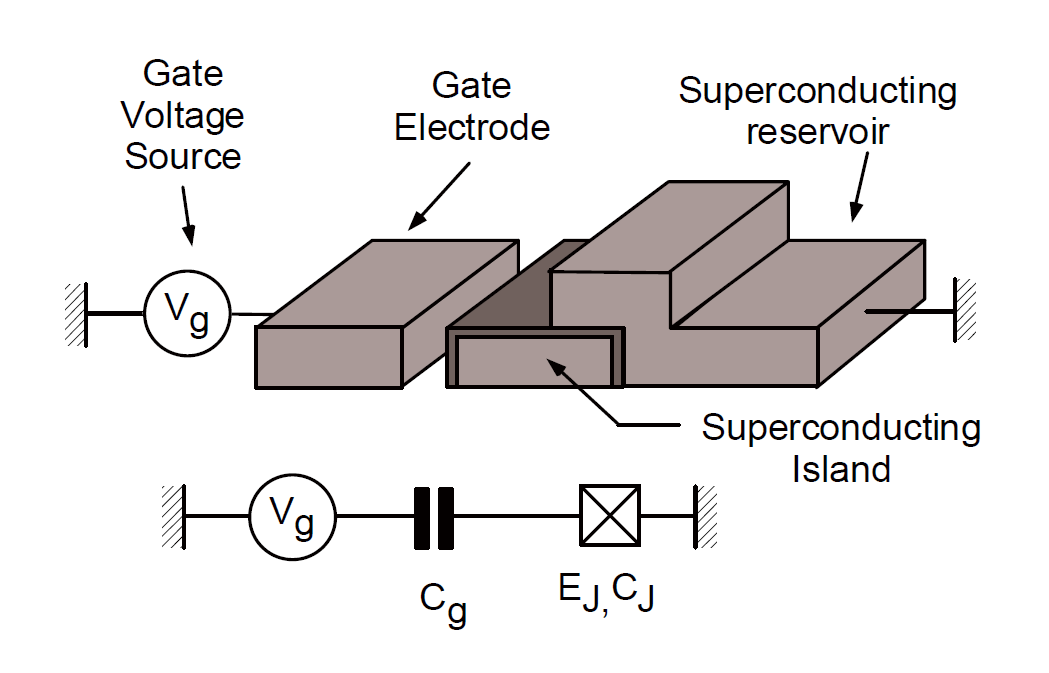 Gate
Voltage
Source
Gate
Electrode
Superconducting
reservoir
Vg
Superconducting
Island
Vg
Cg
EJ,CJ